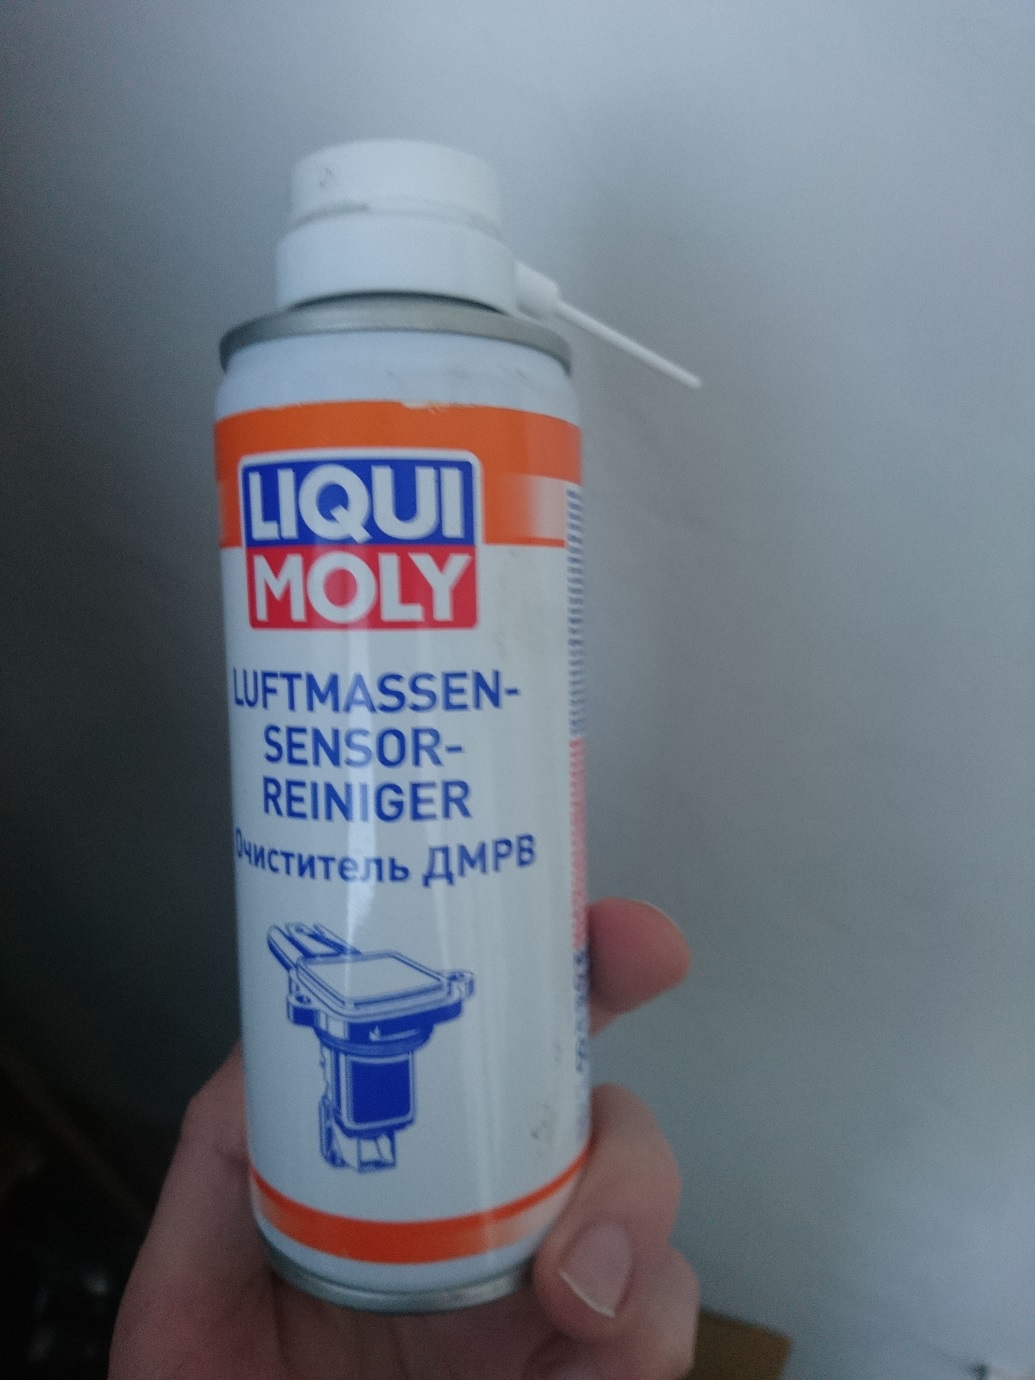 LIQUI
MOLY
LUFTMASSEN-
SENSOR-
REINIGER
Очиститель ДМРВ